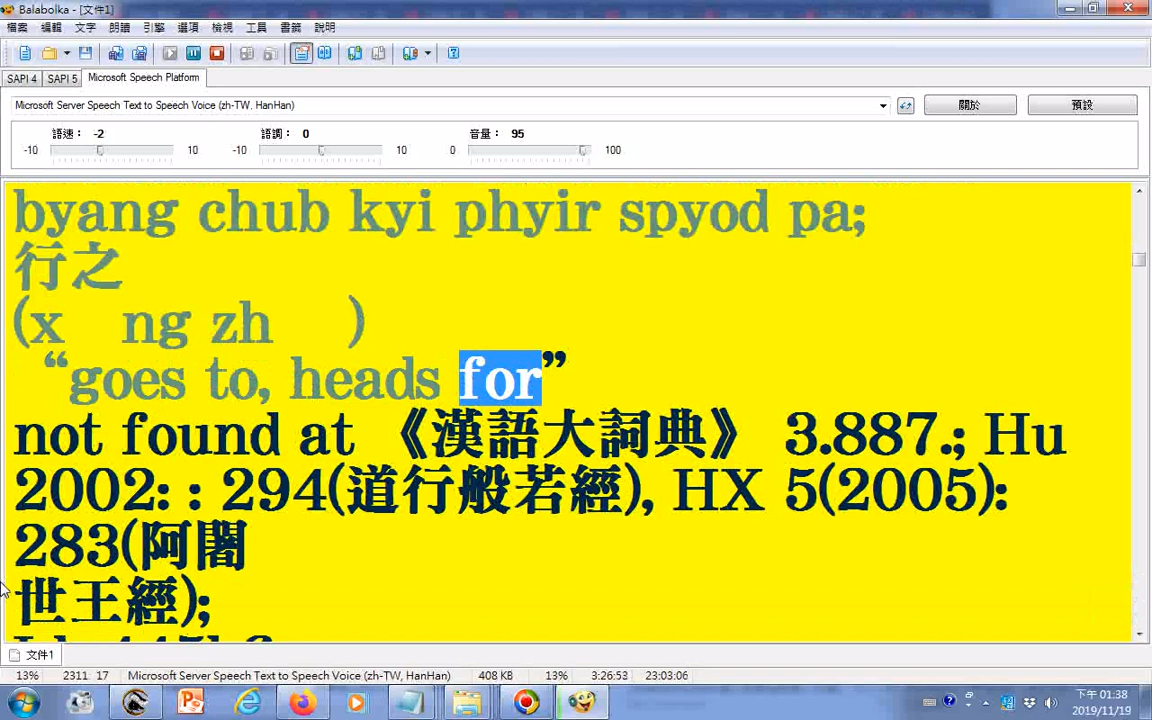 Balabolka - [文件1]
檔案 編輯 文字 朗讀 引擎 選項 檢視 工具 書籤 說明
SAPI 4 SAPI 5 Microsoft Speech Platform
Microsoft Server Speech Text to Speech Voice (zh-TW, HanHan) 關於 預設
語速： -2 語調： 0 音量： 95
-10 10 -10 10 0 100
byang chub kyi phyir spyod pa;
行之
(x ng zh )
“goes to, heads for”
not found at 《漢語大詞典》 3.887.; Hu
2002: : 294(道行般若經), HX 5(2005):
283(阿闍
世王經);
文件1
13% 2311: 17 Microsoft Server Speech Text to Speech Voice (zh-TW, HanHan) 408 KB 13% 3:26:53 23:03:06
下午 01:38
2019/11/19